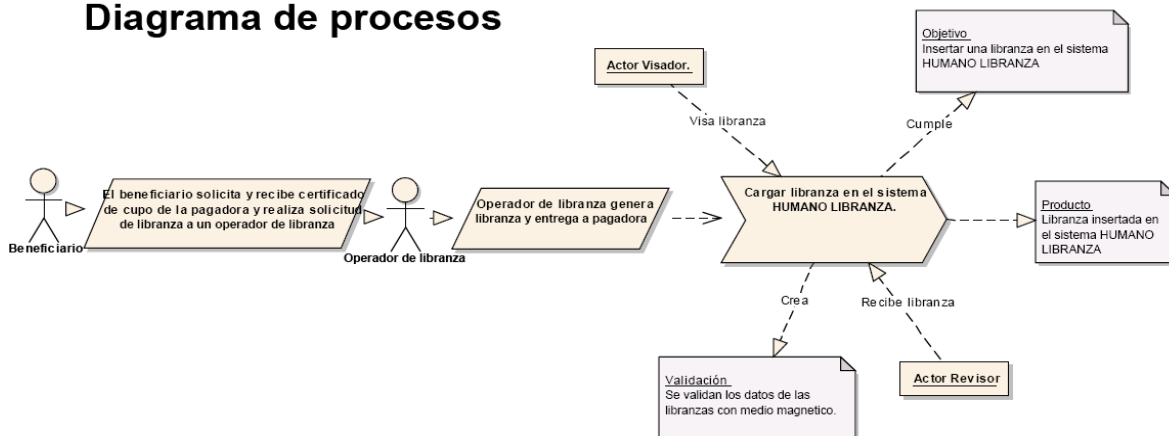 Diagrama de procesos
Objetivo
Insertar una libranza en el sistema
HUMANO LIBRANZA
Actor Visador.
Visa libranza
Cumple
El beneficiario solicita y recibe certificado
de cupo de la pagadora y realiza solicitud
de libranza a un operador de libranza
Beneficiario
Operador de libranza
Operador de libranza genera
libranza y entrega a pagadora
Cargar libranza en el sistema
HUMANO LIBRANZA.
Producto
Libranza insertada en
el sistema HUMANO
LIBRANZA
Crea
Recibe libranza
Validación
Se validan los datos de las
libranzas con medio magnetico.
Actor Revisor